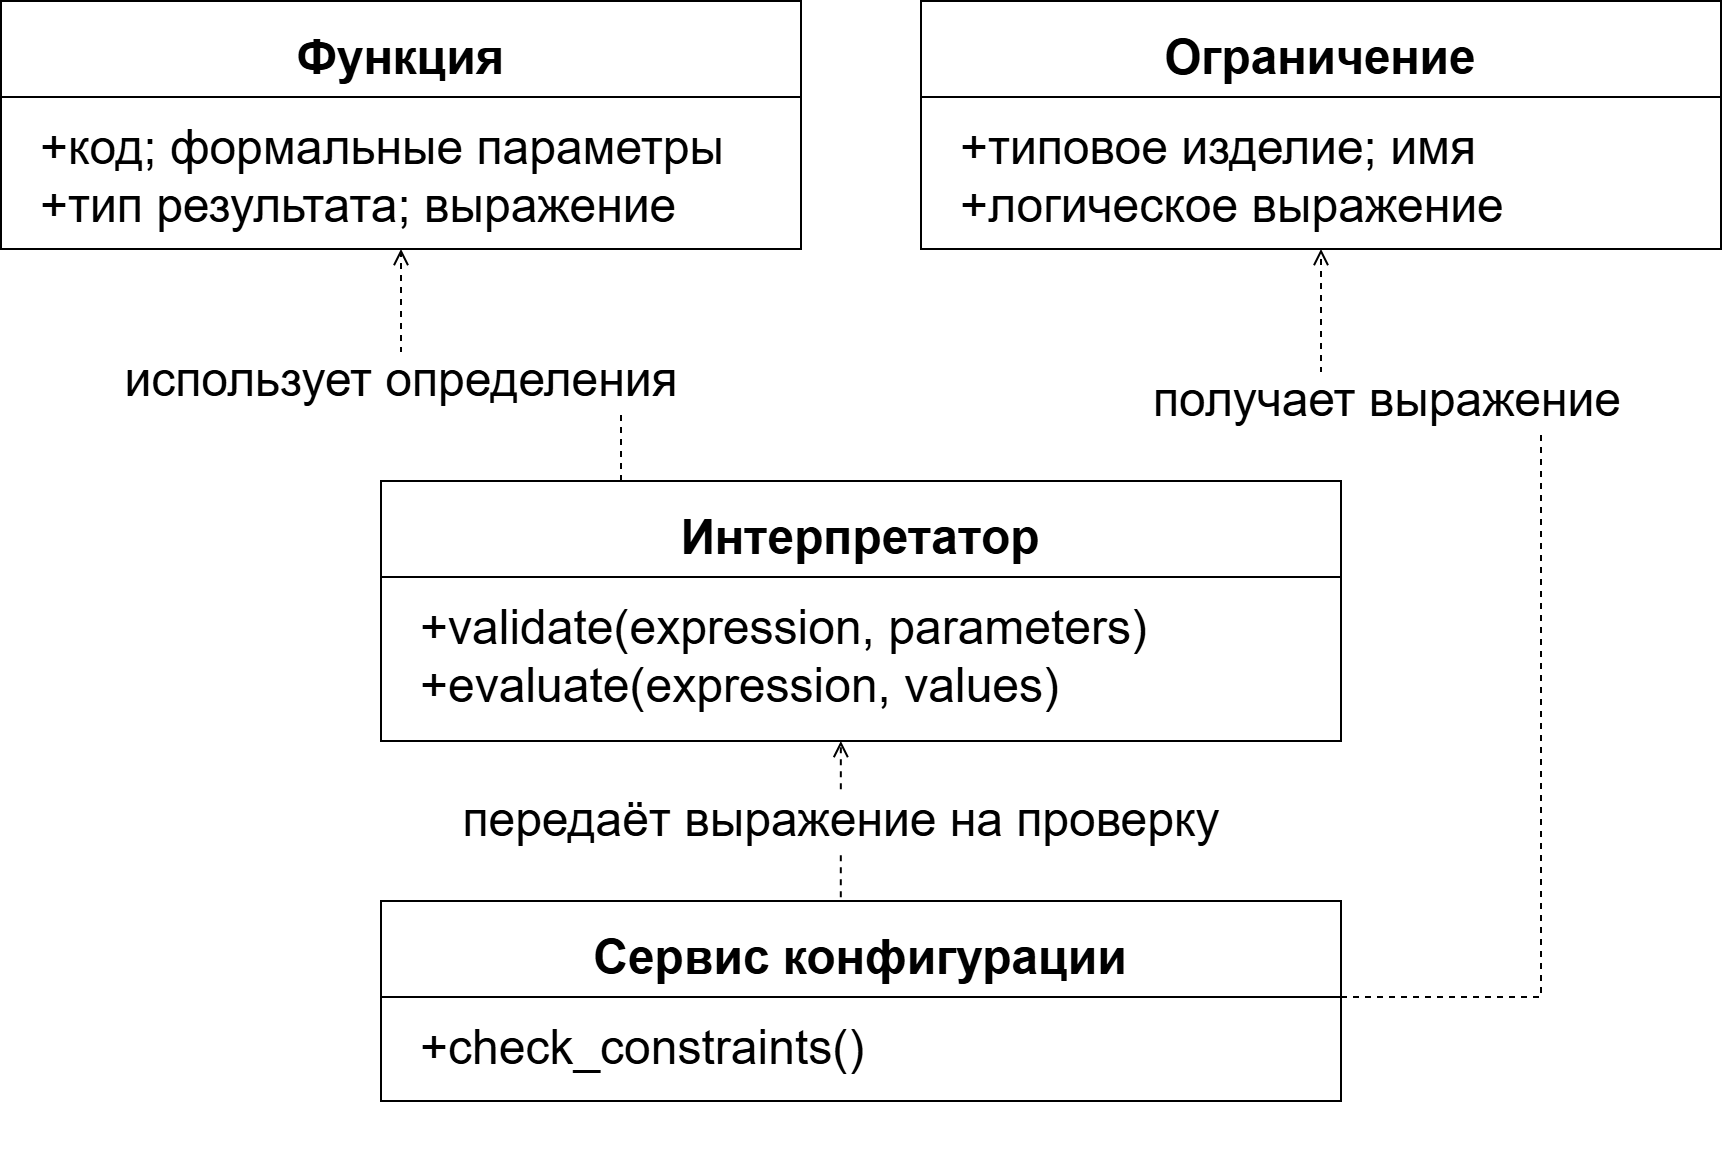 Функция
+код; формальные параметры
+тип результата; выражение
Ограничение
+типовое изделие; имя
+логическое выражение
использует определения
получает выражение
Интерпретатор
+validate(expression, parameters)
+evaluate(expression, values)
передаёт выражение на проверку
Сервис конфигурации
+check_constraints()